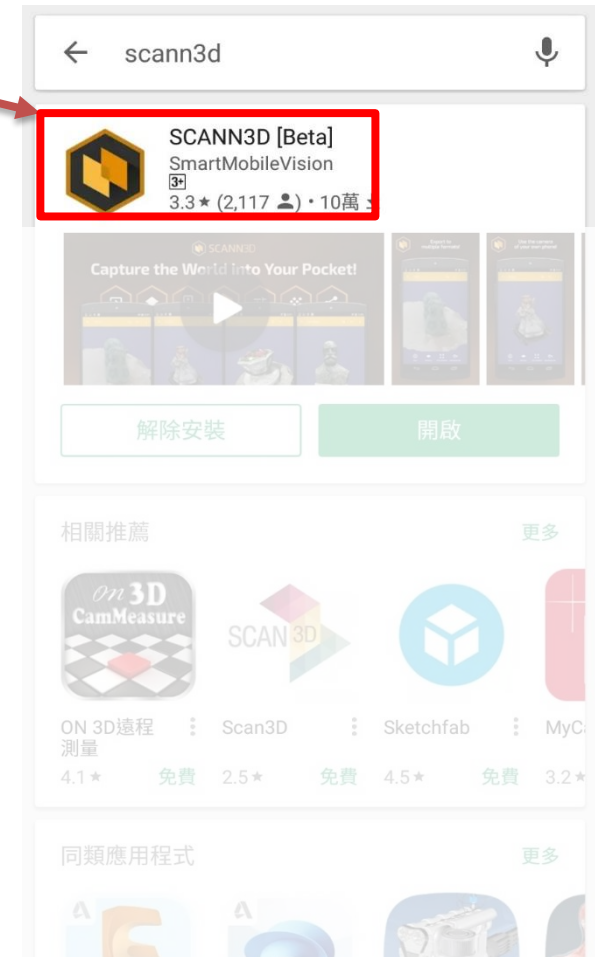 scann3d
SCANN3D [Beta]
SmartMobileVision
3+
3.3★ (2,117 ) • 10萬
SCANN3D
Capture the World into Your Pocket!
解除安裝
開啟
相關推薦 更多
on 3D
CamMeasure
SCAN 3D
ON 3D遠程
測量
Scan3D
Sketchfab
MyC
4.1★ 免費 2.5★ 免費 4.5★ 免費 3.2★
同類應用程式 更多